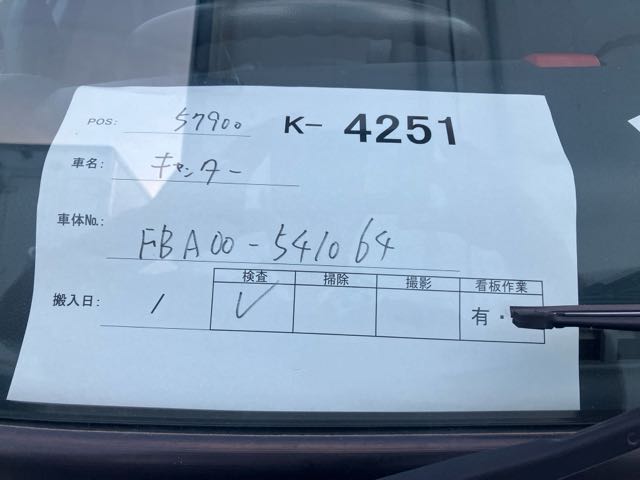 POS: 57900 K- 4251
車名: キャンター
車体No.: FBA00-541064
検査 掃除 撮影 看板作業
搬入日: / ✓ 有・